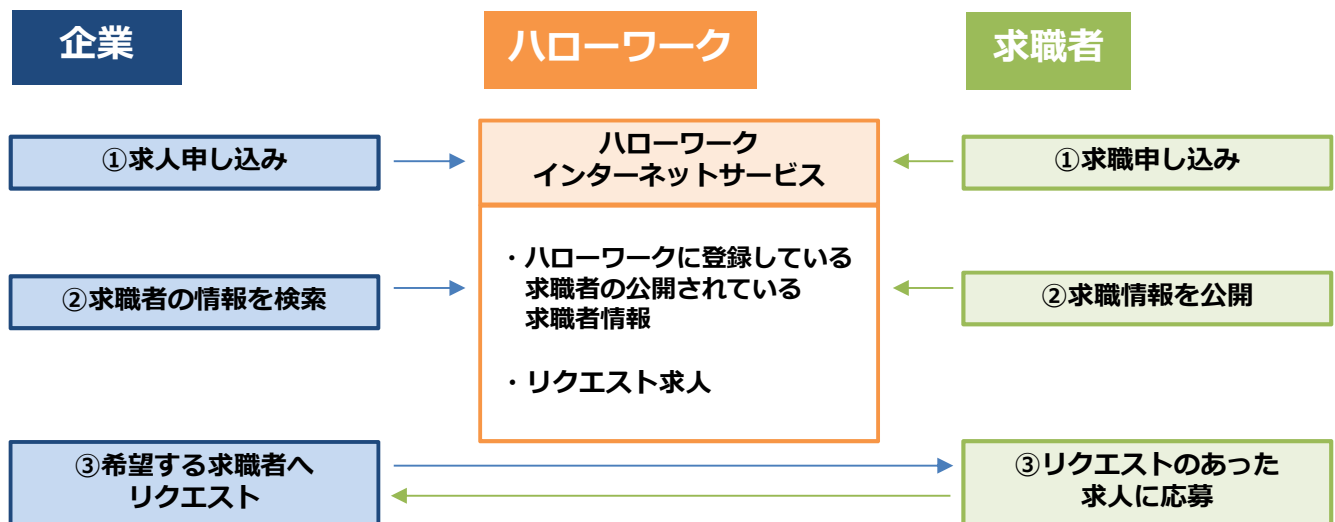 企業
ハローワーク
求職者
①求人申し込み
ハローワーク
インターネットサービス
①求職申し込み
②求職者の情報を検索
・ハローワークに登録している
求職者の公開されている
求職者情報
・リクエスト求人
②求職情報を公開
③希望する求職者へ
リクエスト
③リクエストのあった
求人に応募